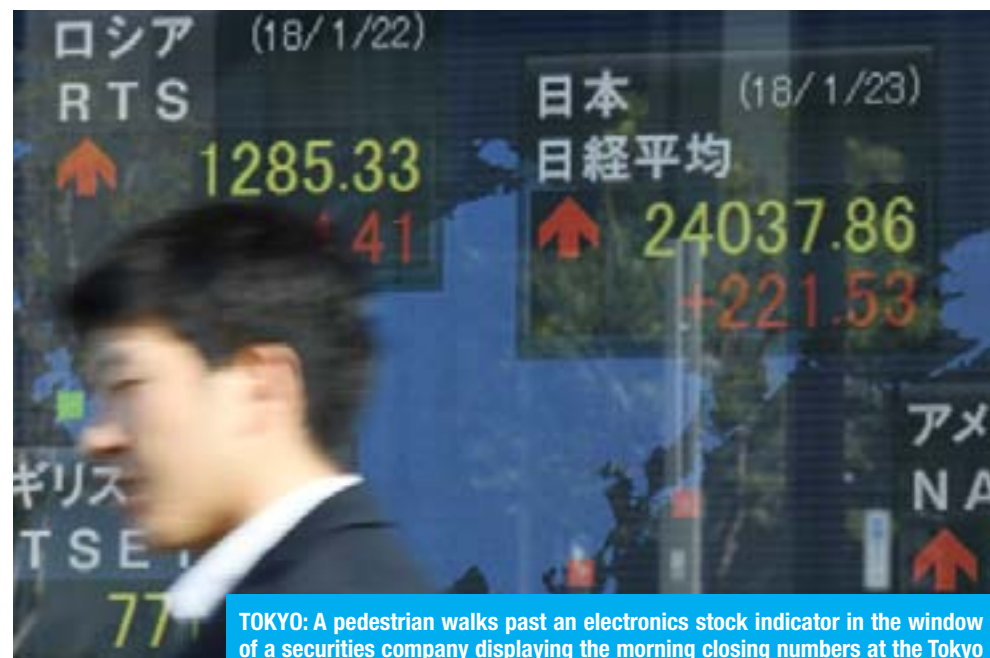 ロシア (18/1/22)
RTS
1285.33
41
日本 (18/1/23)
日経平均
24037.86
+221.53
アメ
NA
ギリス
TSE
77
TOKYO: A pedestrian walks past an electronics stock indicator in the window
of a securities company displaying the morning closing numbers at the Tokyo